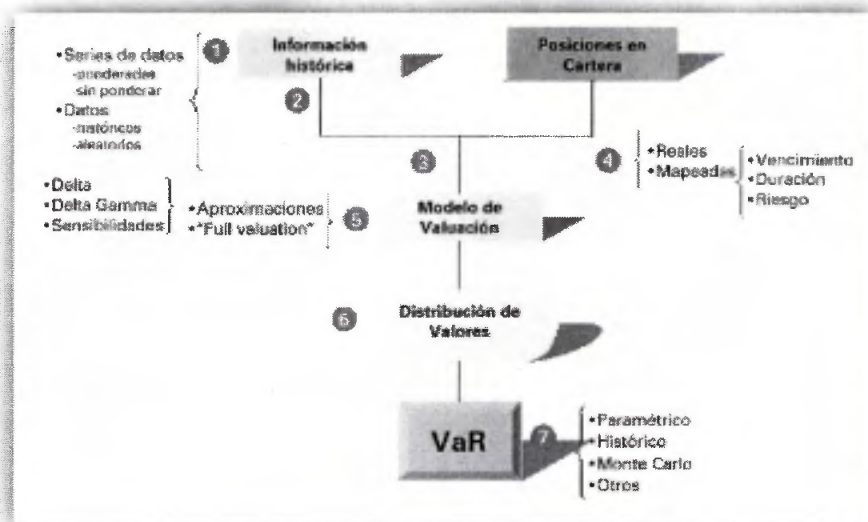 1
Información
histórica
Posiciones en
Cartera
•Series de datos
-ponderadas
-sin ponderar
•Datos
-históricos
-aleatorios
2
3
4
•Reales
•Mapeadas
•Vencimiento
•Duración
•Riesgo
•Delta
•Delta Gamma
•Sensibilidades
•Aproximaciones
•"Full valuation"
5
Modelo de
Valuación
6
Distribución de
Valores
VaR
7
•Paramétrico
•Histórico
•Monte Carlo
•Otros